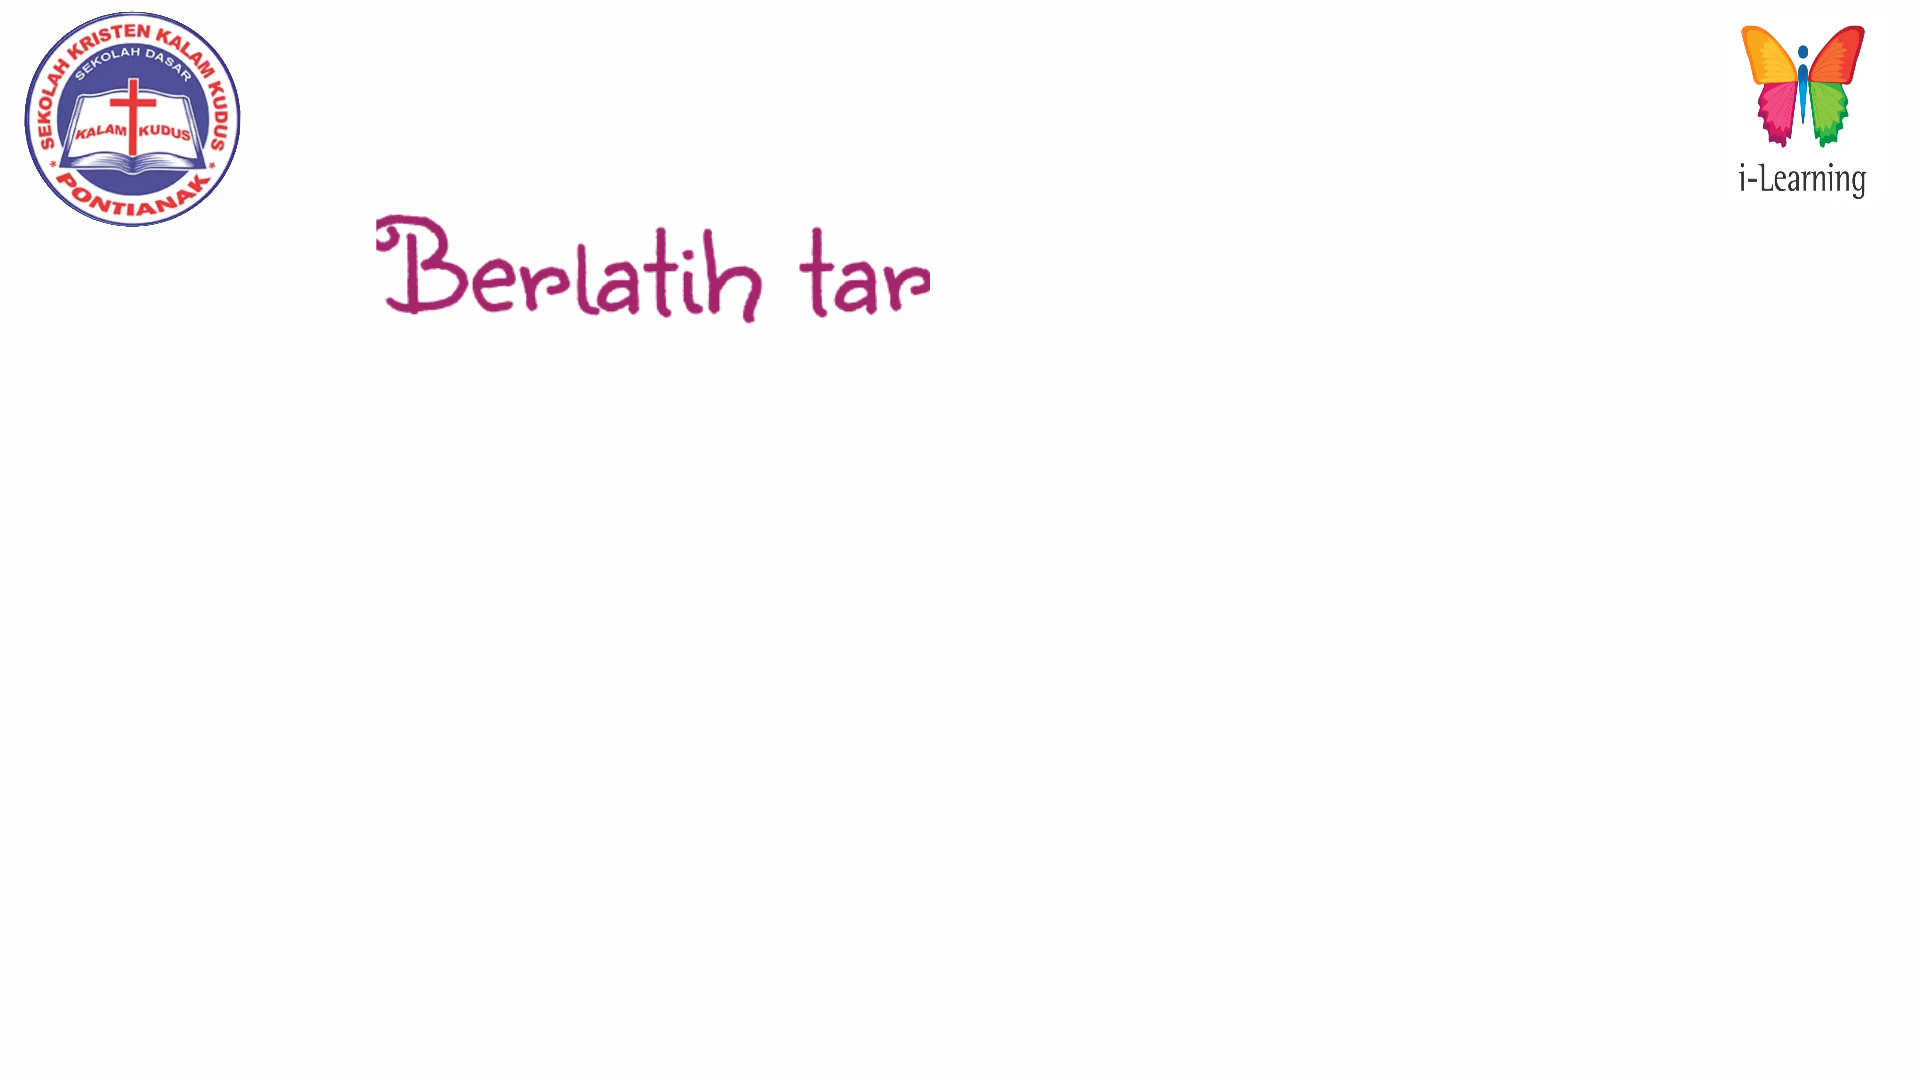 SEKOLAH KRISTEN KALAM KUDUS
SEKOLAH DASAR
KALAM KUDUS
* PONTIANAK *
i-Learning
Berlatih tar